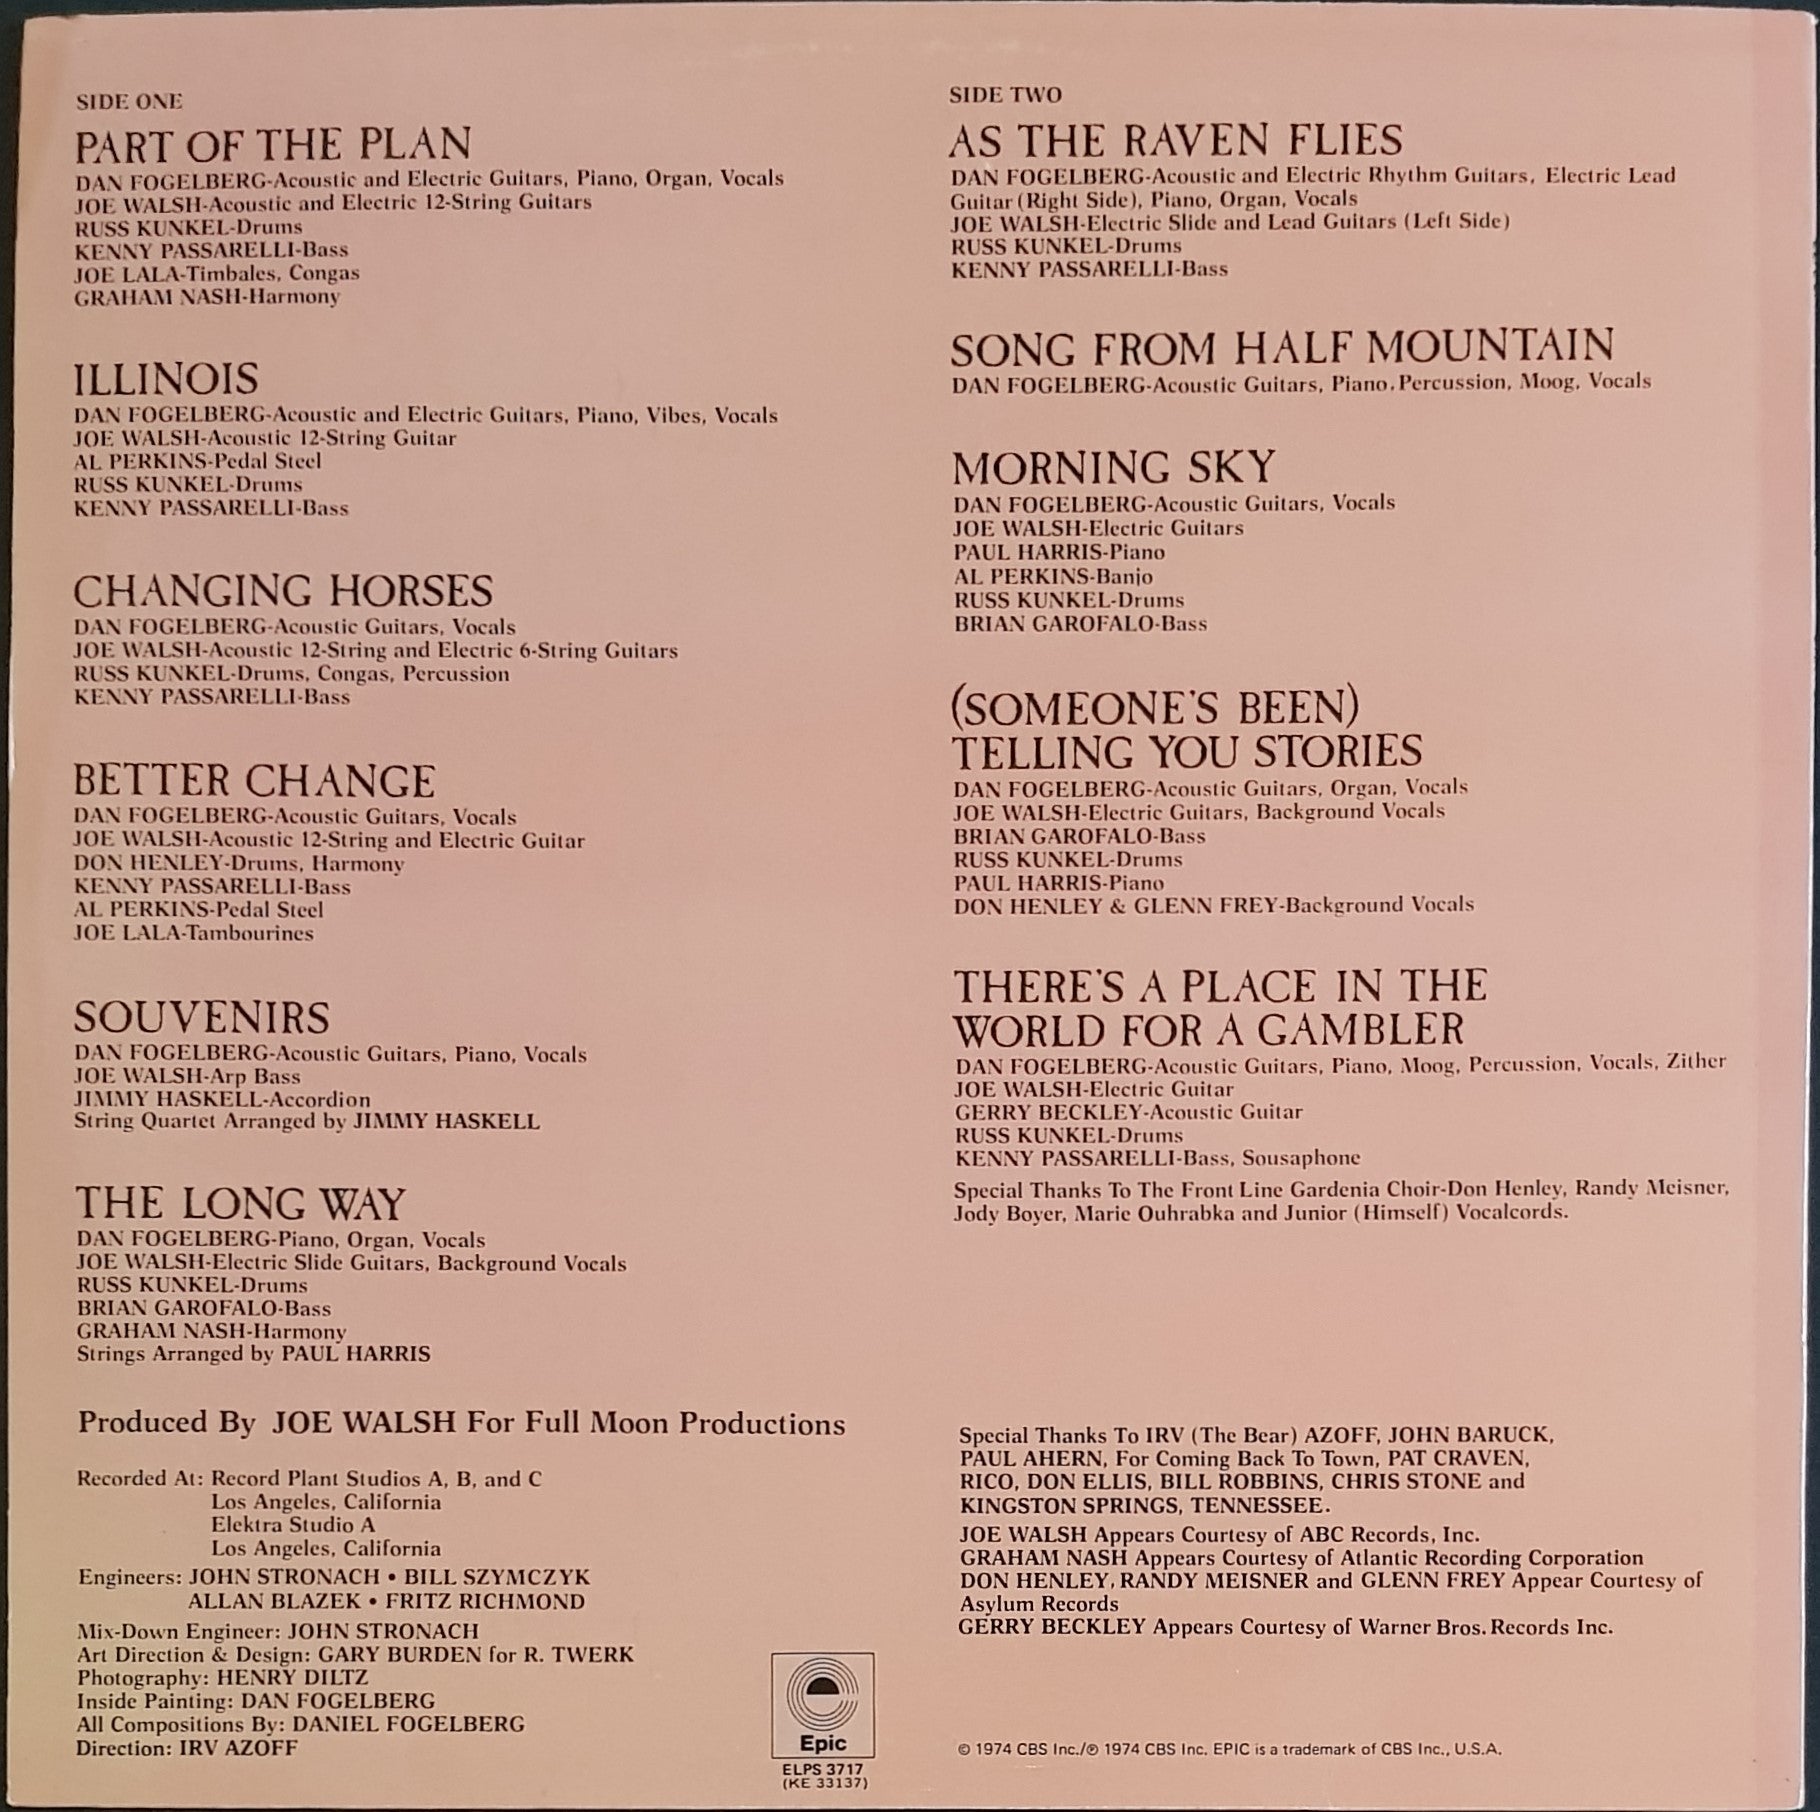 SIDE ONE
PART OF THE PLAN
DAN FOGELBERG-Acoustic and Electric Guitars, Piano, Organ, Vocals
JOE WALSH-Acoustic and Electric 12-String Guitars
RUSS KUNKEL-Drums
KENNY PASSARELLI-Bass
JOE LALA-Timbales, Congas
GRAHAM NASH-Harmony
ILLINOIS
DAN FOGELBERG-Acoustic and Electric Guitars, Piano, Vibes, Vocals
JOE WALSH-Acoustic 12-String Guitar
AL PERKINS-Pedal Steel
RUSS KUNKEL-Drums
KENNY PASSARELLI-Bass
CHANGING HORSES
DAN FOGELBERG-Acoustic Guitars, Vocals
JOE WALSH-Acoustic 12-String and Electric 6-String Guitars
RUSS KUNKEL-Drums, Congas, Percussion
KENNY PASSARELLI-Bass
BETTER CHANGE
DAN FOGELBERG-Acoustic Guitars, Vocals
JOE WALSH-Acoustic 12-String and Electric Guitar
DON HENLEY-Drums, Harmony
KENNY PASSARELLI-Bass
AL PERKINS-Pedal Steel
JOE LALA-Tambourines
SOUVENIRS
DAN FOGELBERG-Acoustic Guitars, Piano, Vocals
JOE WALSH-Arp Bass
JIMMY HASKELL-Accordion
String Quartet Arranged by JIMMY HASKELL
THE LONG WAY
DAN FOGELBERG-Piano, Organ, Vocals
JOE WALSH-Electric Slide Guitars, Background Vocals
RUSS KUNKEL-Drums
BRIAN GAROFALO-Bass
GRAHAM NASH-Harmony
Strings Arranged by PAUL HARRIS
Produced By JOE WALSH For Full Moon Productions
Recorded At: Record Plant Studios A, B, and C
Los Angeles, California
Elektra Studio A
Los Angeles, California
Engineers: JOHN STRONACH • BILL SZYMCZYK
ALLAN BLAZEK • FRITZ RICHMOND
Mix-Down Engineer: JOHN STRONACH
Art Direction & Design: GARY BURDEN for R. TWERK
Photography: HENRY DILTZ
Inside Painting: DAN FOGELBERG
All Compositions By: DANIEL FOGELBERG
Direction: IRV AZOFF
Epic
ELPS 3717
(KE 33137)
SIDE TWO
AS THE RAVEN FLIES
DAN FOGELBERG-Acoustic and Electric Rhythm Guitars, Electric Lead
Guitar (Right Side), Piano, Organ, Vocals
JOE WALSH-Electric Slide and Lead Guitars (Left Side)
RUSS KUNKEL-Drums
KENNY PASSARELLI-Bass
SONG FROM HALF MOUNTAIN
DAN FOGELBERG-Acoustic Guitars, Piano, Percussion, Moog, Vocals
MORNING SKY
DAN FOGELBERG-Acoustic Guitars, Vocals
JOE WALSH-Electric Guitars
PAUL HARRIS-Piano
AL PERKINS-Banjo
RUSS KUNKEL-Drums
BRIAN GAROFALO-Bass
(SOMEONE'S BEEN)
TELLING YOU STORIES
DAN FOGELBERG-Acoustic Guitars, Organ, Vocals
JOE WALSH-Electric Guitars, Background Vocals
BRIAN GAROFALO-Bass
RUSS KUNKEL-Drums
PAUL HARRIS-Piano
DON HENLEY & GLENN FREY-Background Vocals
THERE'S A PLACE IN THE
WORLD FOR A GAMBLER
DAN FOGELBERG-Acoustic Guitars, Piano, Moog, Percussion, Vocals, Zither
JOE WALSH-Electric Guitar
GERRY BECKLEY-Acoustic Guitar
RUSS KUNKEL-Drums
KENNY PASSARELLI-Bass, Sousaphone
Special Thanks To The Front Line Gardenia Choir-Don Henley, Randy Meisner,
Jody Boyer, Marie Ouhrabka and Junior (Himself) Vocalcords.
Special Thanks To IRV (The Bear) AZOFF, JOHN BARUCK,
PAUL AHERN, For Coming Back To Town, PAT CRAVEN,
RICO, DON ELLIS, BILL ROBBINS, CHRIS STONE and
KINGSTON SPRINGS, TENNESSEE.
JOE WALSH Appears Courtesy of ABC Records, Inc.
GRAHAM NASH Appears Courtesy of Atlantic Recording Corporation
DON HENLEY, RANDY MEISNER and GLENN FREY Appear Courtesy of
Asylum Records
GERRY BECKLEY Appears Courtesy of Warner Bros. Records Inc.
© 1974 CBS Inc./℗ 1974 CBS Inc. EPIC is a trademark of CBS Inc., U.S.A.